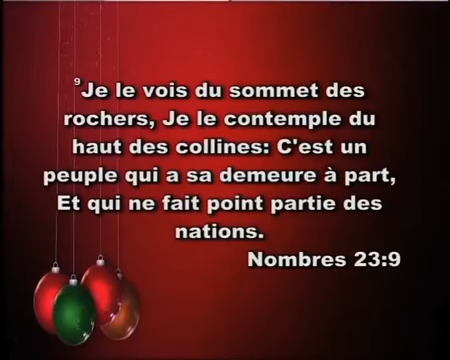 9Je le vois du sommet des
rochers, Je le contemple du
haut des collines: C'est un
peuple qui a sa demeure à part,
Et qui ne fait point partie des
nations.
Nombres 23:9